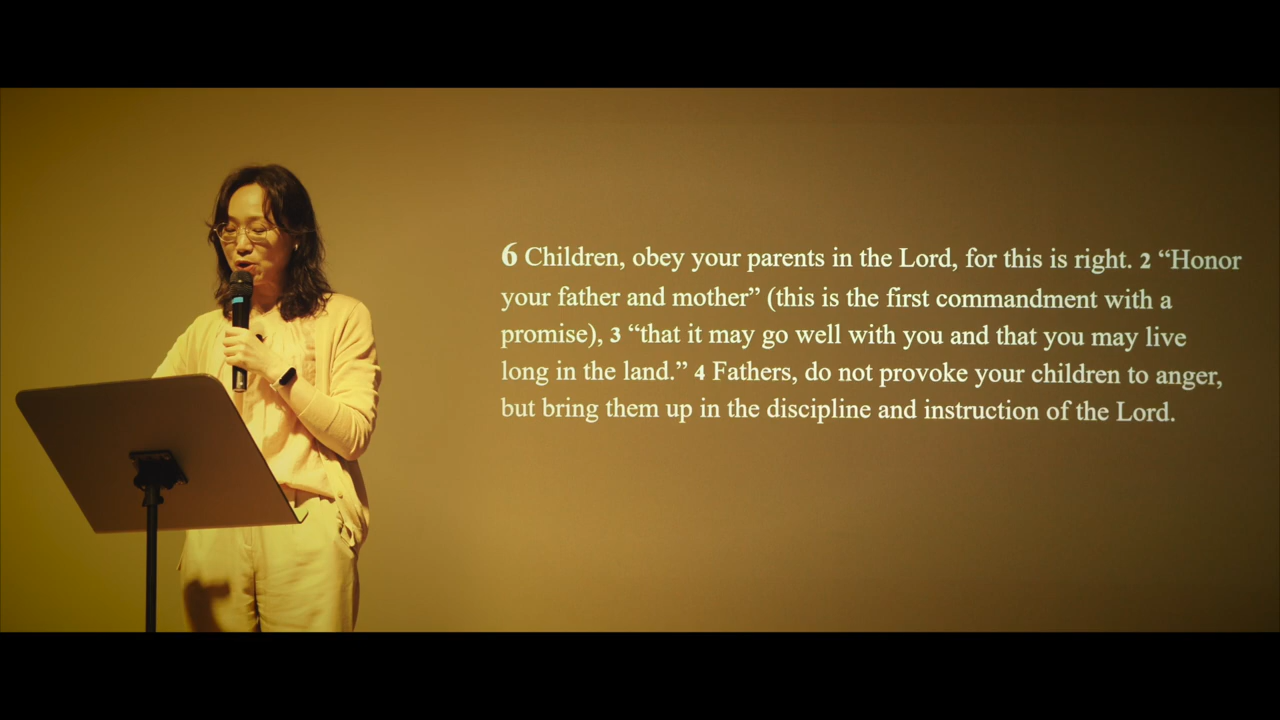 6 Children, obey your parents in the Lord, for this is right. 2 “Honor
your father and mother” (this is the first commandment with a
promise), 3 “that it may go well with you and that you may live
long in the land.” 4 Fathers, do not provoke your children to anger,
but bring them up in the discipline and instruction of the Lord.